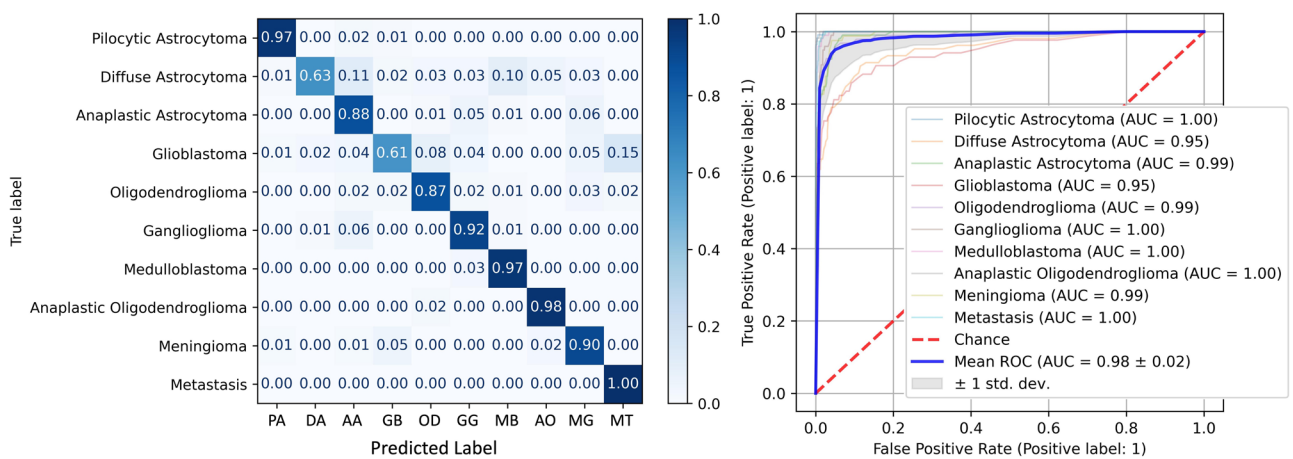 True label
Pilocytic Astrocytoma 0.97 0.00 0.02 0.01 0.00 0.00 0.00 0.00 0.00 0.00
Diffuse Astrocytoma 0.01 0.63 0.11 0.02 0.03 0.03 0.10 0.05 0.03 0.00
Anaplastic Astrocytoma 0.00 0.00 0.88 0.00 0.01 0.05 0.01 0.00 0.06 0.00
Glioblastoma 0.01 0.02 0.04 0.61 0.08 0.04 0.00 0.00 0.05 0.15
Oligodendroglioma 0.00 0.00 0.02 0.02 0.87 0.02 0.01 0.00 0.03 0.02
Ganglioglioma 0.00 0.01 0.06 0.00 0.00 0.92 0.01 0.00 0.00 0.00
Medulloblastoma 0.00 0.00 0.00 0.00 0.00 0.03 0.97 0.00 0.00 0.00
Anaplastic Oligodendroglioma 0.00 0.00 0.00 0.00 0.02 0.00 0.00 0.98 0.00 0.00
Meningioma 0.01 0.00 0.01 0.05 0.00 0.00 0.00 0.02 0.90 0.00
Metastasis 0.00 0.00 0.00 0.00 0.00 0.00 0.00 0.00 0.00 1.00
PA DA AA GB OD GG MB AO MG MT
Predicted Label
1.0
0.8
0.6
0.4
0.2
0.0
True Positive Rate (Positive label: 1)
1.0
0.8
0.6
0.4
0.2
0.0
Pilocytic Astrocytoma (AUC = 1.00)
Diffuse Astrocytoma (AUC = 0.95)
Anaplastic Astrocytoma (AUC = 0.99)
Glioblastoma (AUC = 0.95)
Oligodendroglioma (AUC = 0.99)
Ganglioglioma (AUC = 1.00)
Medulloblastoma (AUC = 1.00)
Anaplastic Oligodendroglioma (AUC = 1.00)
Meningioma (AUC = 0.99)
Metastasis (AUC = 1.00)
Chance
Mean ROC (AUC = 0.98 ± 0.02)
± 1 std. dev.
0.0 0.2 0.4 0.6 0.8 1.0
False Positive Rate (Positive label: 1)